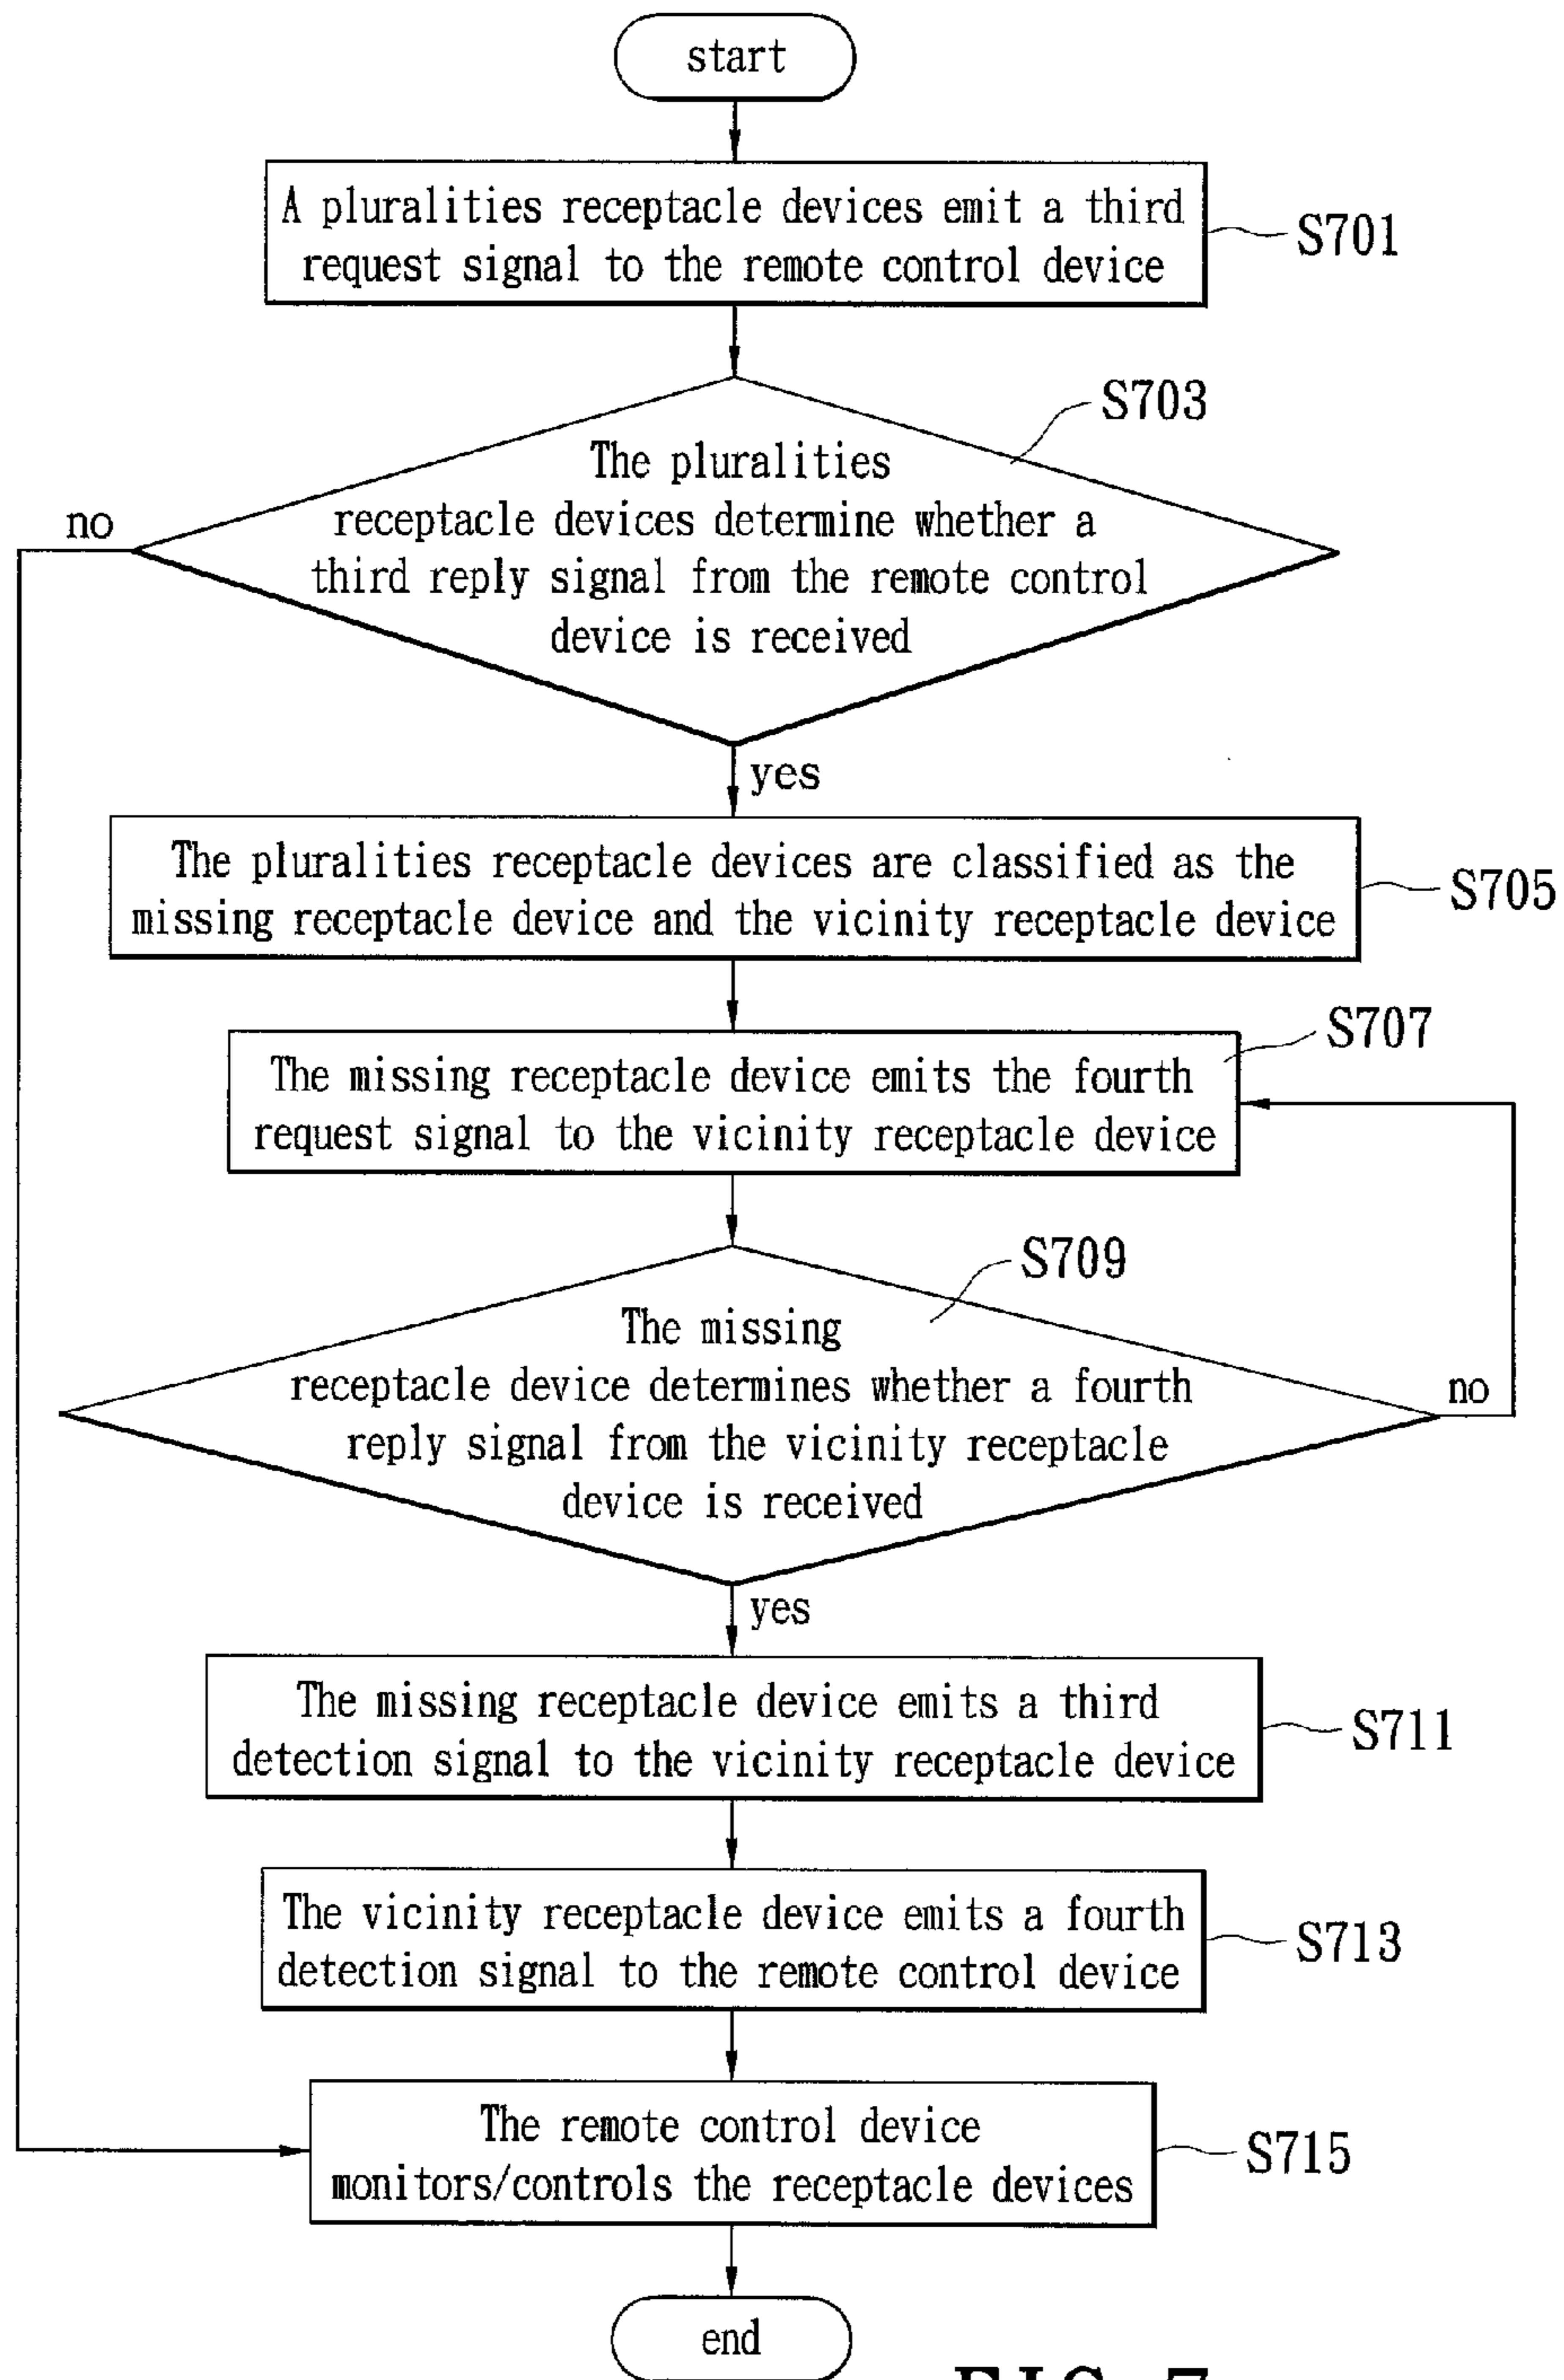 start
A pluralities receptacle devices emit a third
request signal to the remote control device
S701
S703
The pluralities
receptacle devices determine whether a
third reply signal from the remote control
device is received
no
yes
The pluralities receptacle devices are classified as the
missing receptacle device and the vicinity receptacle device
S705
S707
The missing receptacle device emits the fourth
request signal to the vicinity receptacle device
S709
The missing
receptacle device determines whether a fourth
reply signal from the vicinity receptacle
device is received
no
yes
The missing receptacle device emits a third
detection signal to the vicinity receptacle device
S711
The vicinity receptacle device emits a fourth
detection signal to the remote control device
S713
The remote control device
monitors/controls the receptacle devices
S715
end